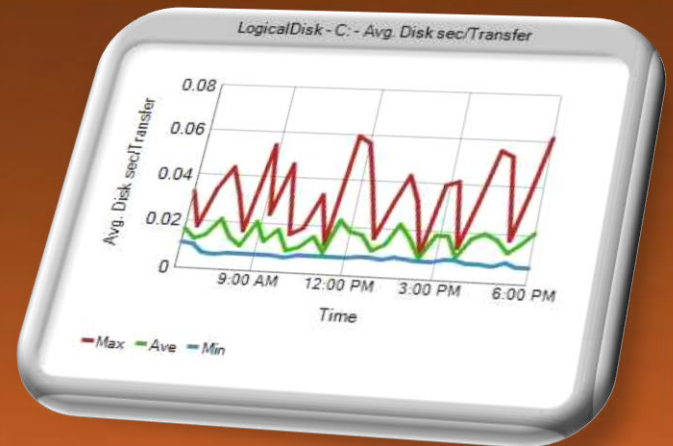 LogicalDisk - C: - Avg. Disk sec/Transfer
Avg. Disk sec/Transfer
0.08
0.06
0.04
0.02
0
9:00 AM 12:00 PM 3:00 PM 6:00 PM
Time
Max Ave Min